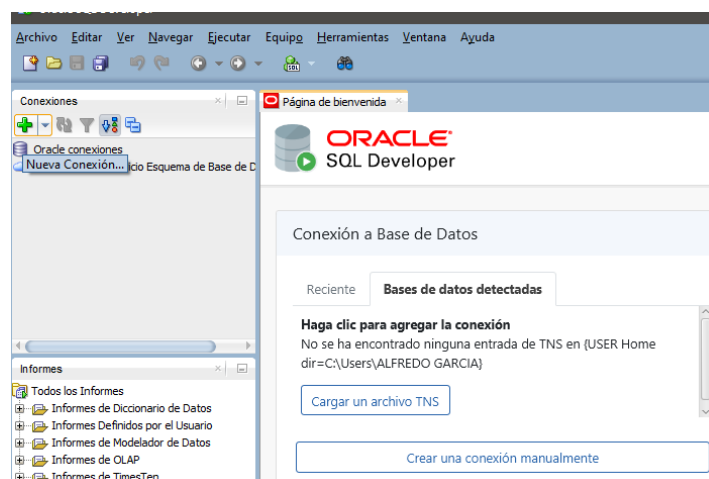 Archivo Editar Ver Navegar Ejecutar Equipo Herramientas Ventana Ayuda
SQL
Conexiones
Oracle conexiones
Nueva Conexión...
icio Esquema de Base de D
Página de bienvenida
ORACLE
SQL Developer
Conexión a Base de Datos
Reciente
Bases de datos detectadas
Haga clic para agregar la conexión
No se ha encontrado ninguna entrada de TNS en {USER Home
dir=C:\Users\ALFREDO GARCIA}
Cargar un archivo TNS
Crear una conexión manualmente
Informes
Todos los Informes
Informes de Diccionario de Datos
Informes Definidos por el Usuario
Informes de Modelador de Datos
Informes de OLAP
Informes de TimesTen